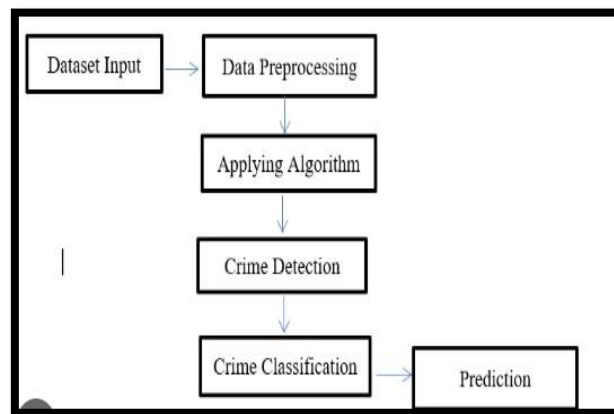 Dataset Input
Data Preprocessing
Applying Algorithm
Crime Detection
Crime Classification
Prediction